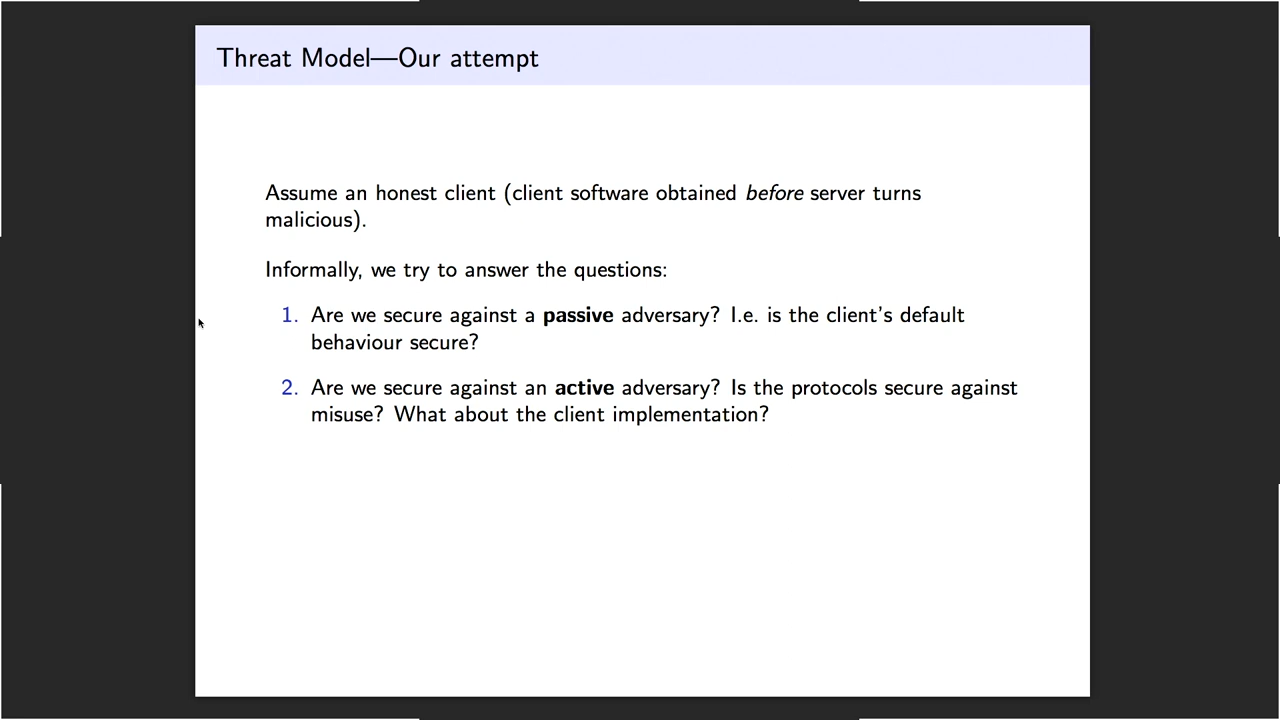 Threat Model—Our attempt
Assume an honest client (client software obtained before server turns
malicious).
Informally, we try to answer the questions:
1. Are we secure against a passive adversary? I.e. is the client's default
behaviour secure?
2. Are we secure against an active adversary? Is the protocols secure against
misuse? What about the client implementation?